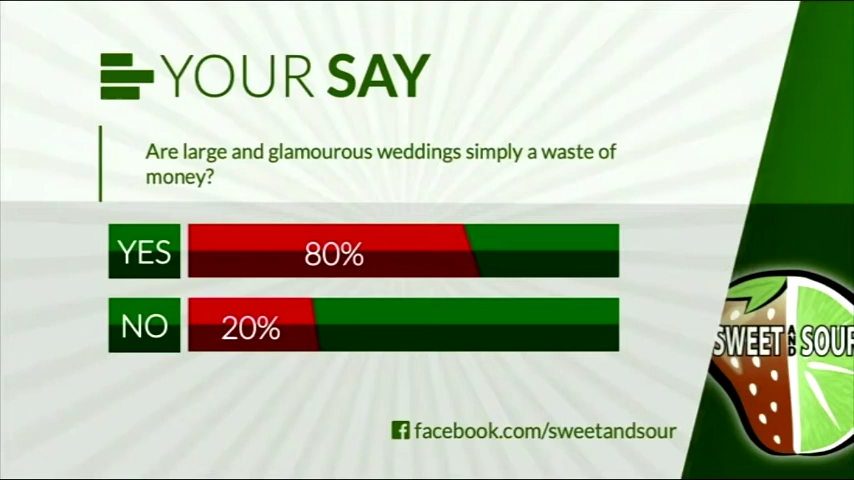 YOUR SAY
Are large and glamourous weddings simply a waste of
money?
YES 80%
NO 20%
SWEET AND SOUR
facebook.com/sweetandsour